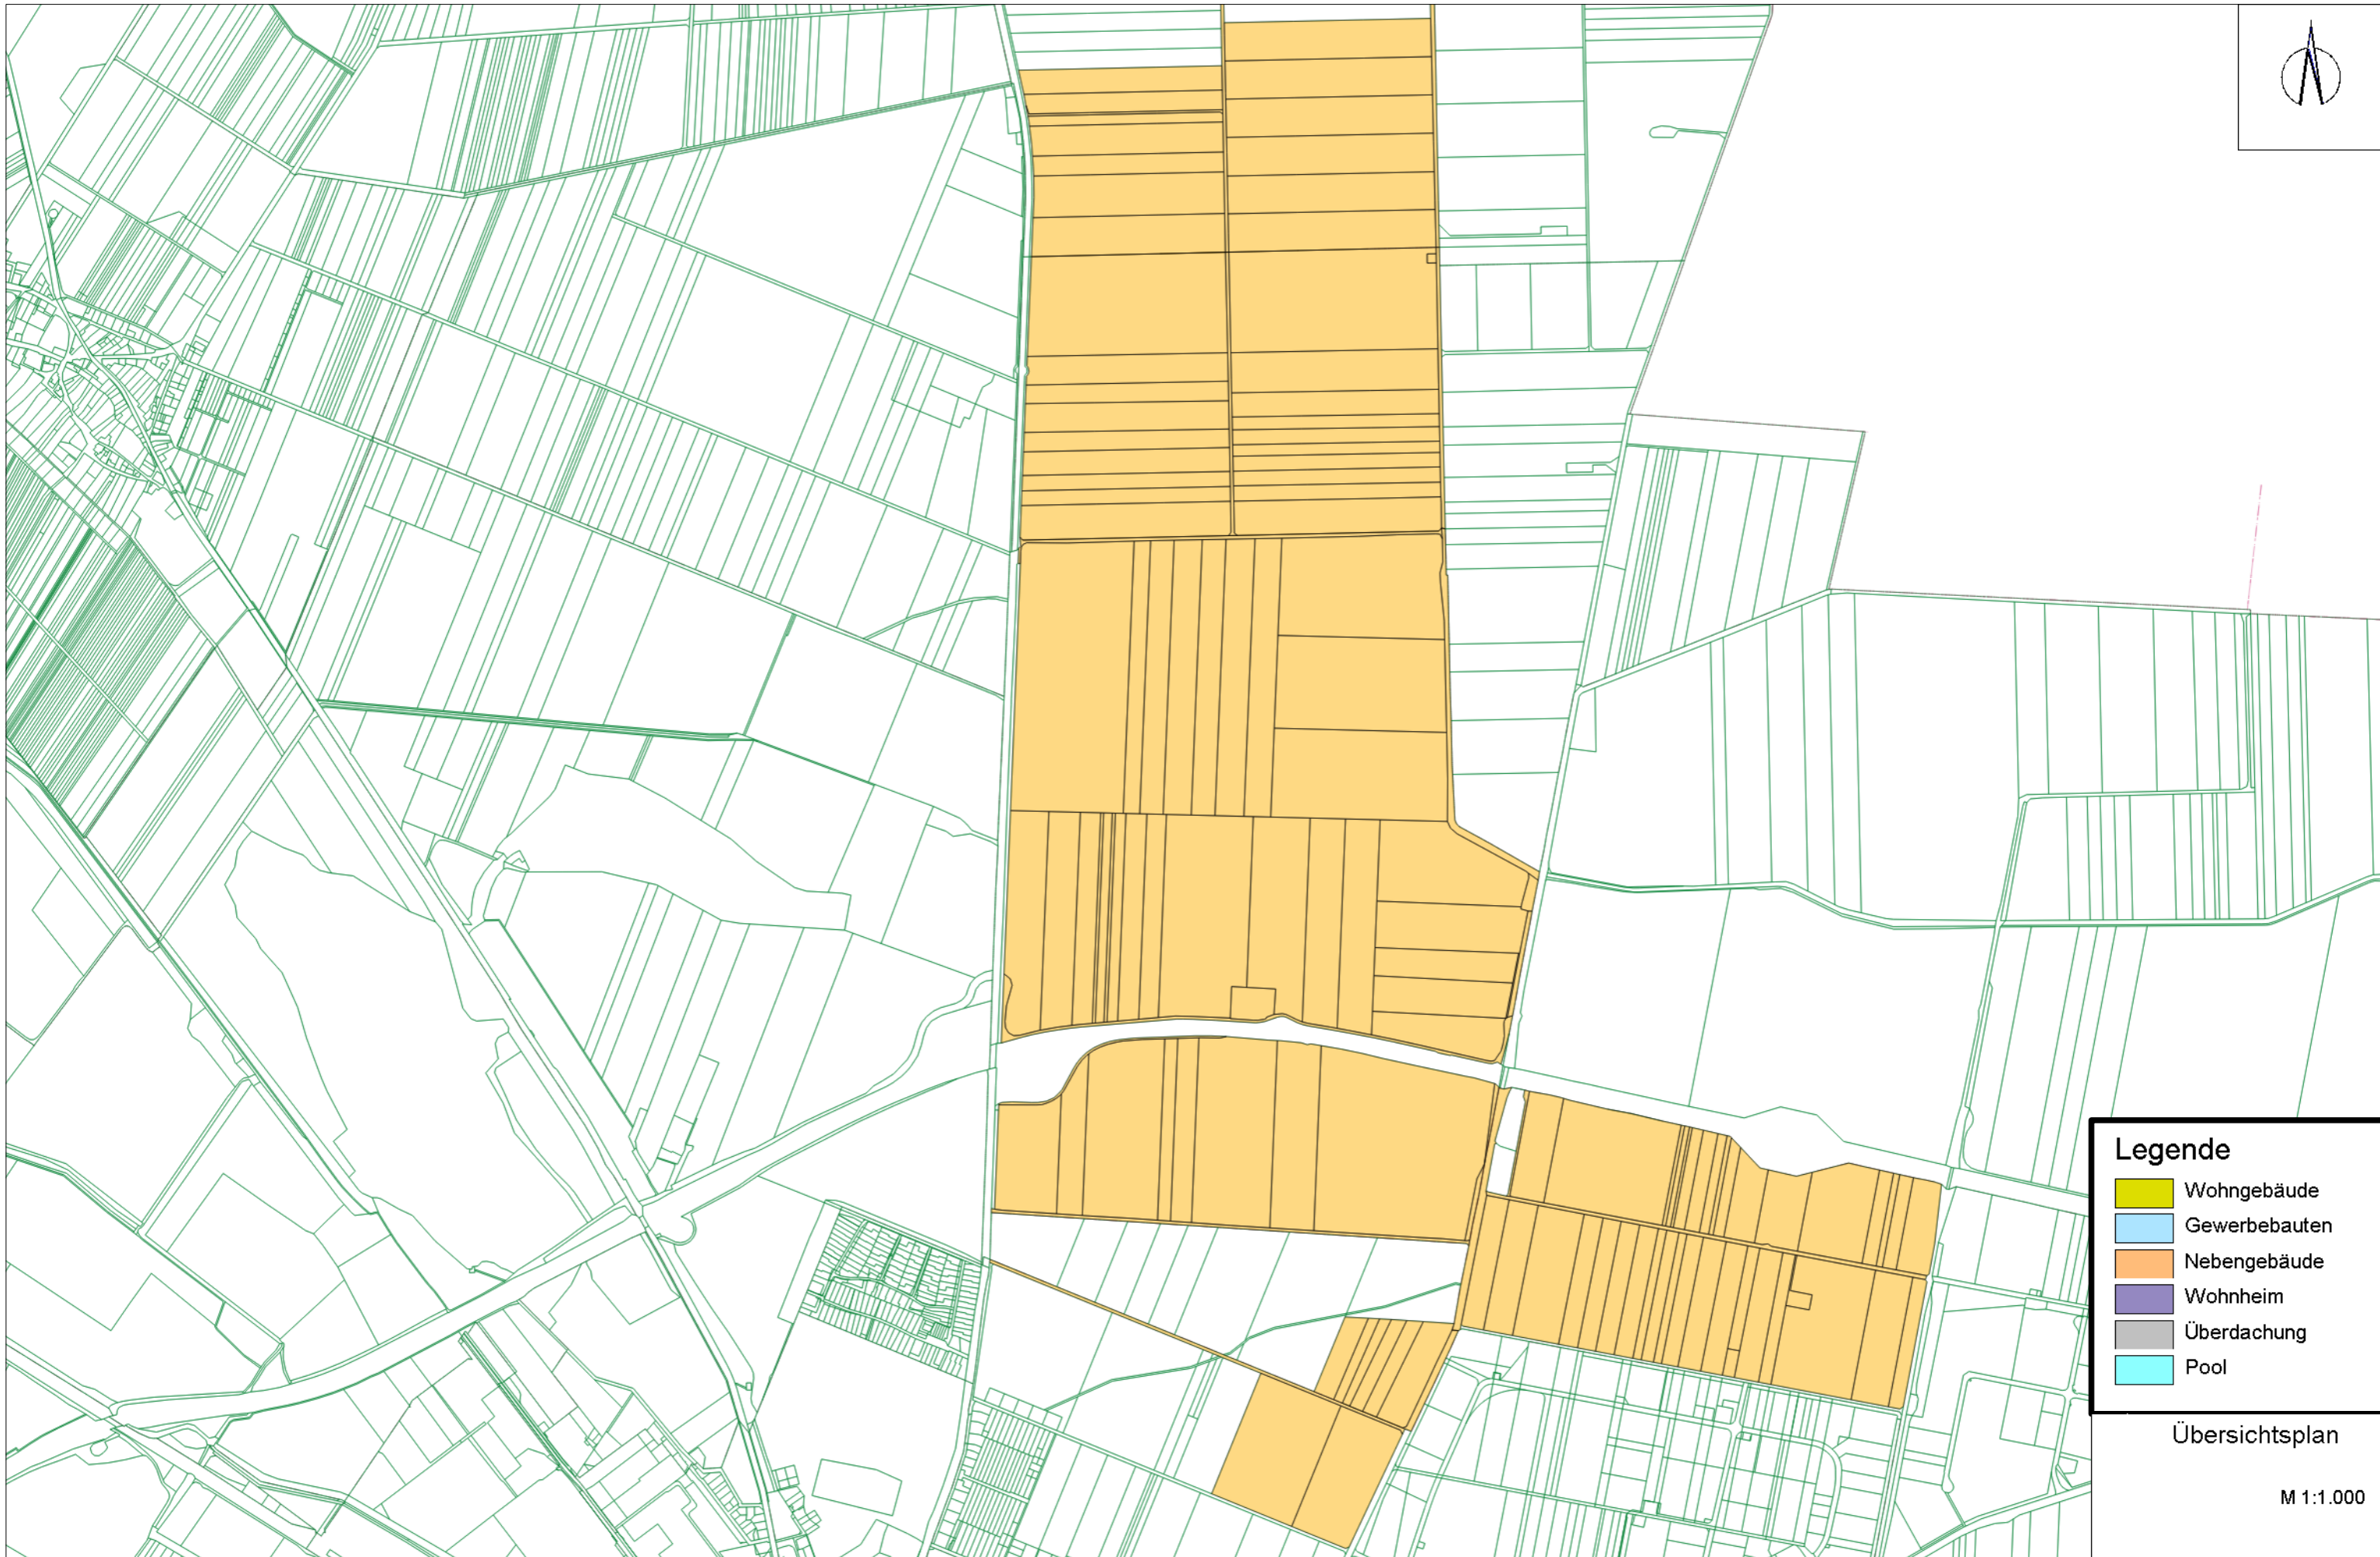 Legende
Wohngebäude
Gewerbebauten
Nebengebäude
Wohnheim
Überdachung
Pool
Übersichtsplan
M 1:1.000